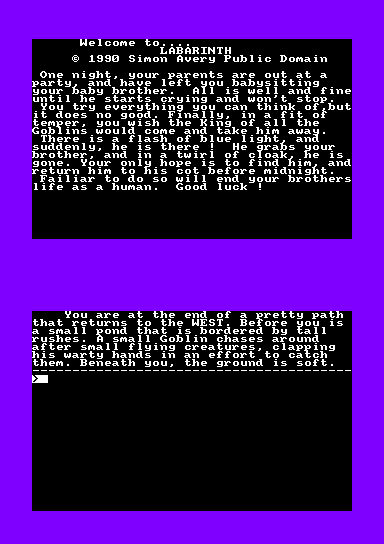 Welcome to....
LABARINTH
© 1990 Simon Avery Public Domain
One night, your parents are out at a
party, and have left you babysitting
your baby brother.  All is well and fine
until he starts crying and won't stop.
You try everything you can think of,but
it does no good. Finally, in a fit of
temper, you wish the King of all the
Goblins would come and take him away.
There is a flash of blue light, and
suddenly, he is there !  He grabs your
brother, and in a twirl of cloak, he is
gone. Your only hope is to find him, and
return him to his cot before midnight.
Failiar to do so will end your brothers
life as a human.  Good luck !
You are at the end of a pretty path
that returns to the WEST. Before you is
a small pond that is bordered by tall
rushes. A small Goblin chases around
after small flying creatures, clapping
his warty hands in an effort to catch
them. Beneath you, the ground is soft.
----------------------------------------
>